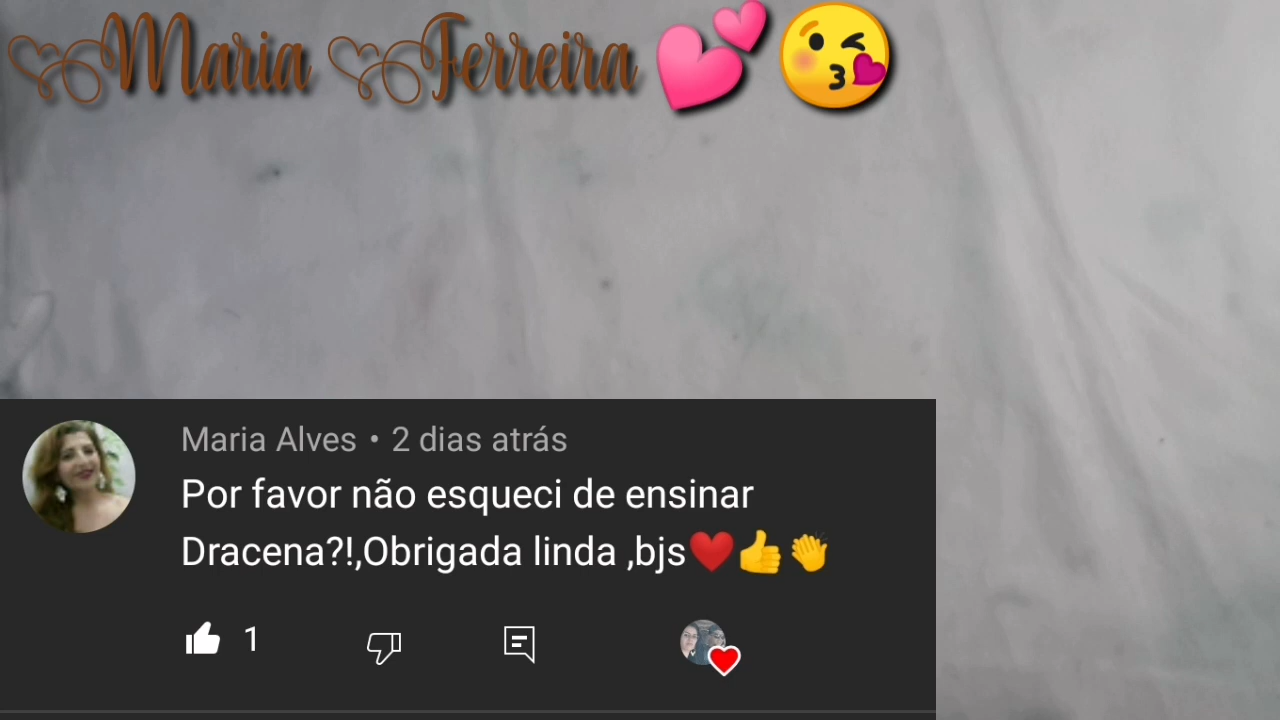 Maria Ferreira 💕😘
Maria Alves • 2 dias atrás
Por favor não esqueci de ensinar
Dracena?!,Obrigada linda ,bjs❤️👍👏
1